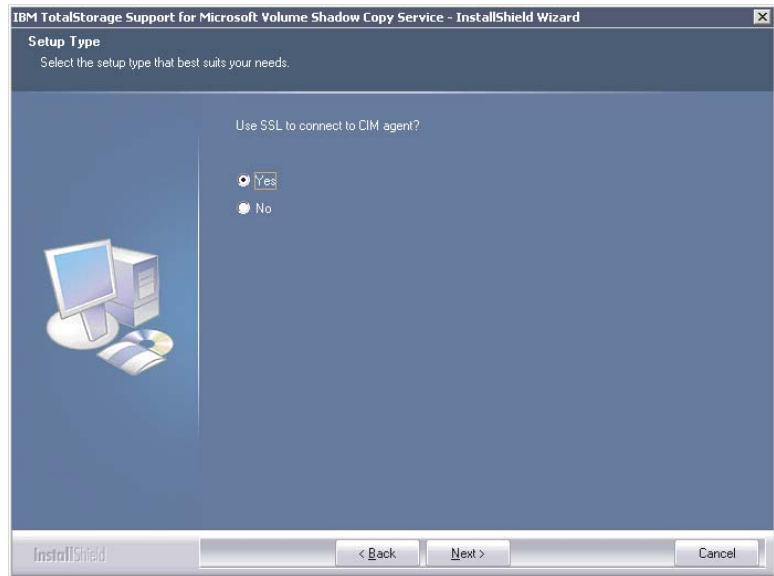 IBM TotalStorage Support for Microsoft Volume Shadow Copy Service - InstallShield Wizard
Setup Type
Select the setup type that best suits your needs.
Use SSL to connect to CIM agent?
Yes
No
InstallShield
< Back
Next >
Cancel